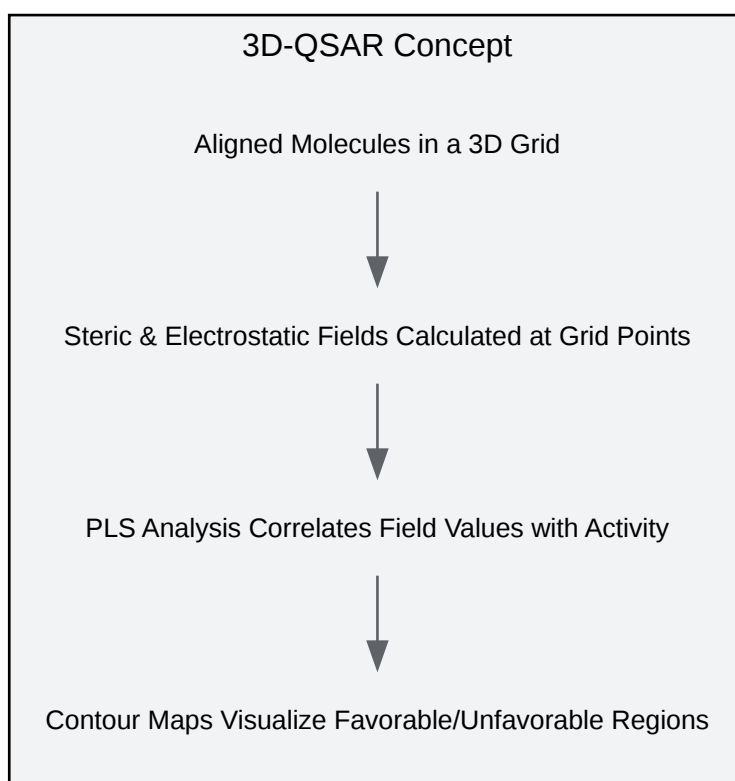 3D-QSAR Concept
Aligned Molecules in a 3D Grid
Steric & Electrostatic Fields Calculated at Grid Points
PLS Analysis Correlates Field Values with Activity
Contour Maps Visualize Favorable/Unfavorable Regions